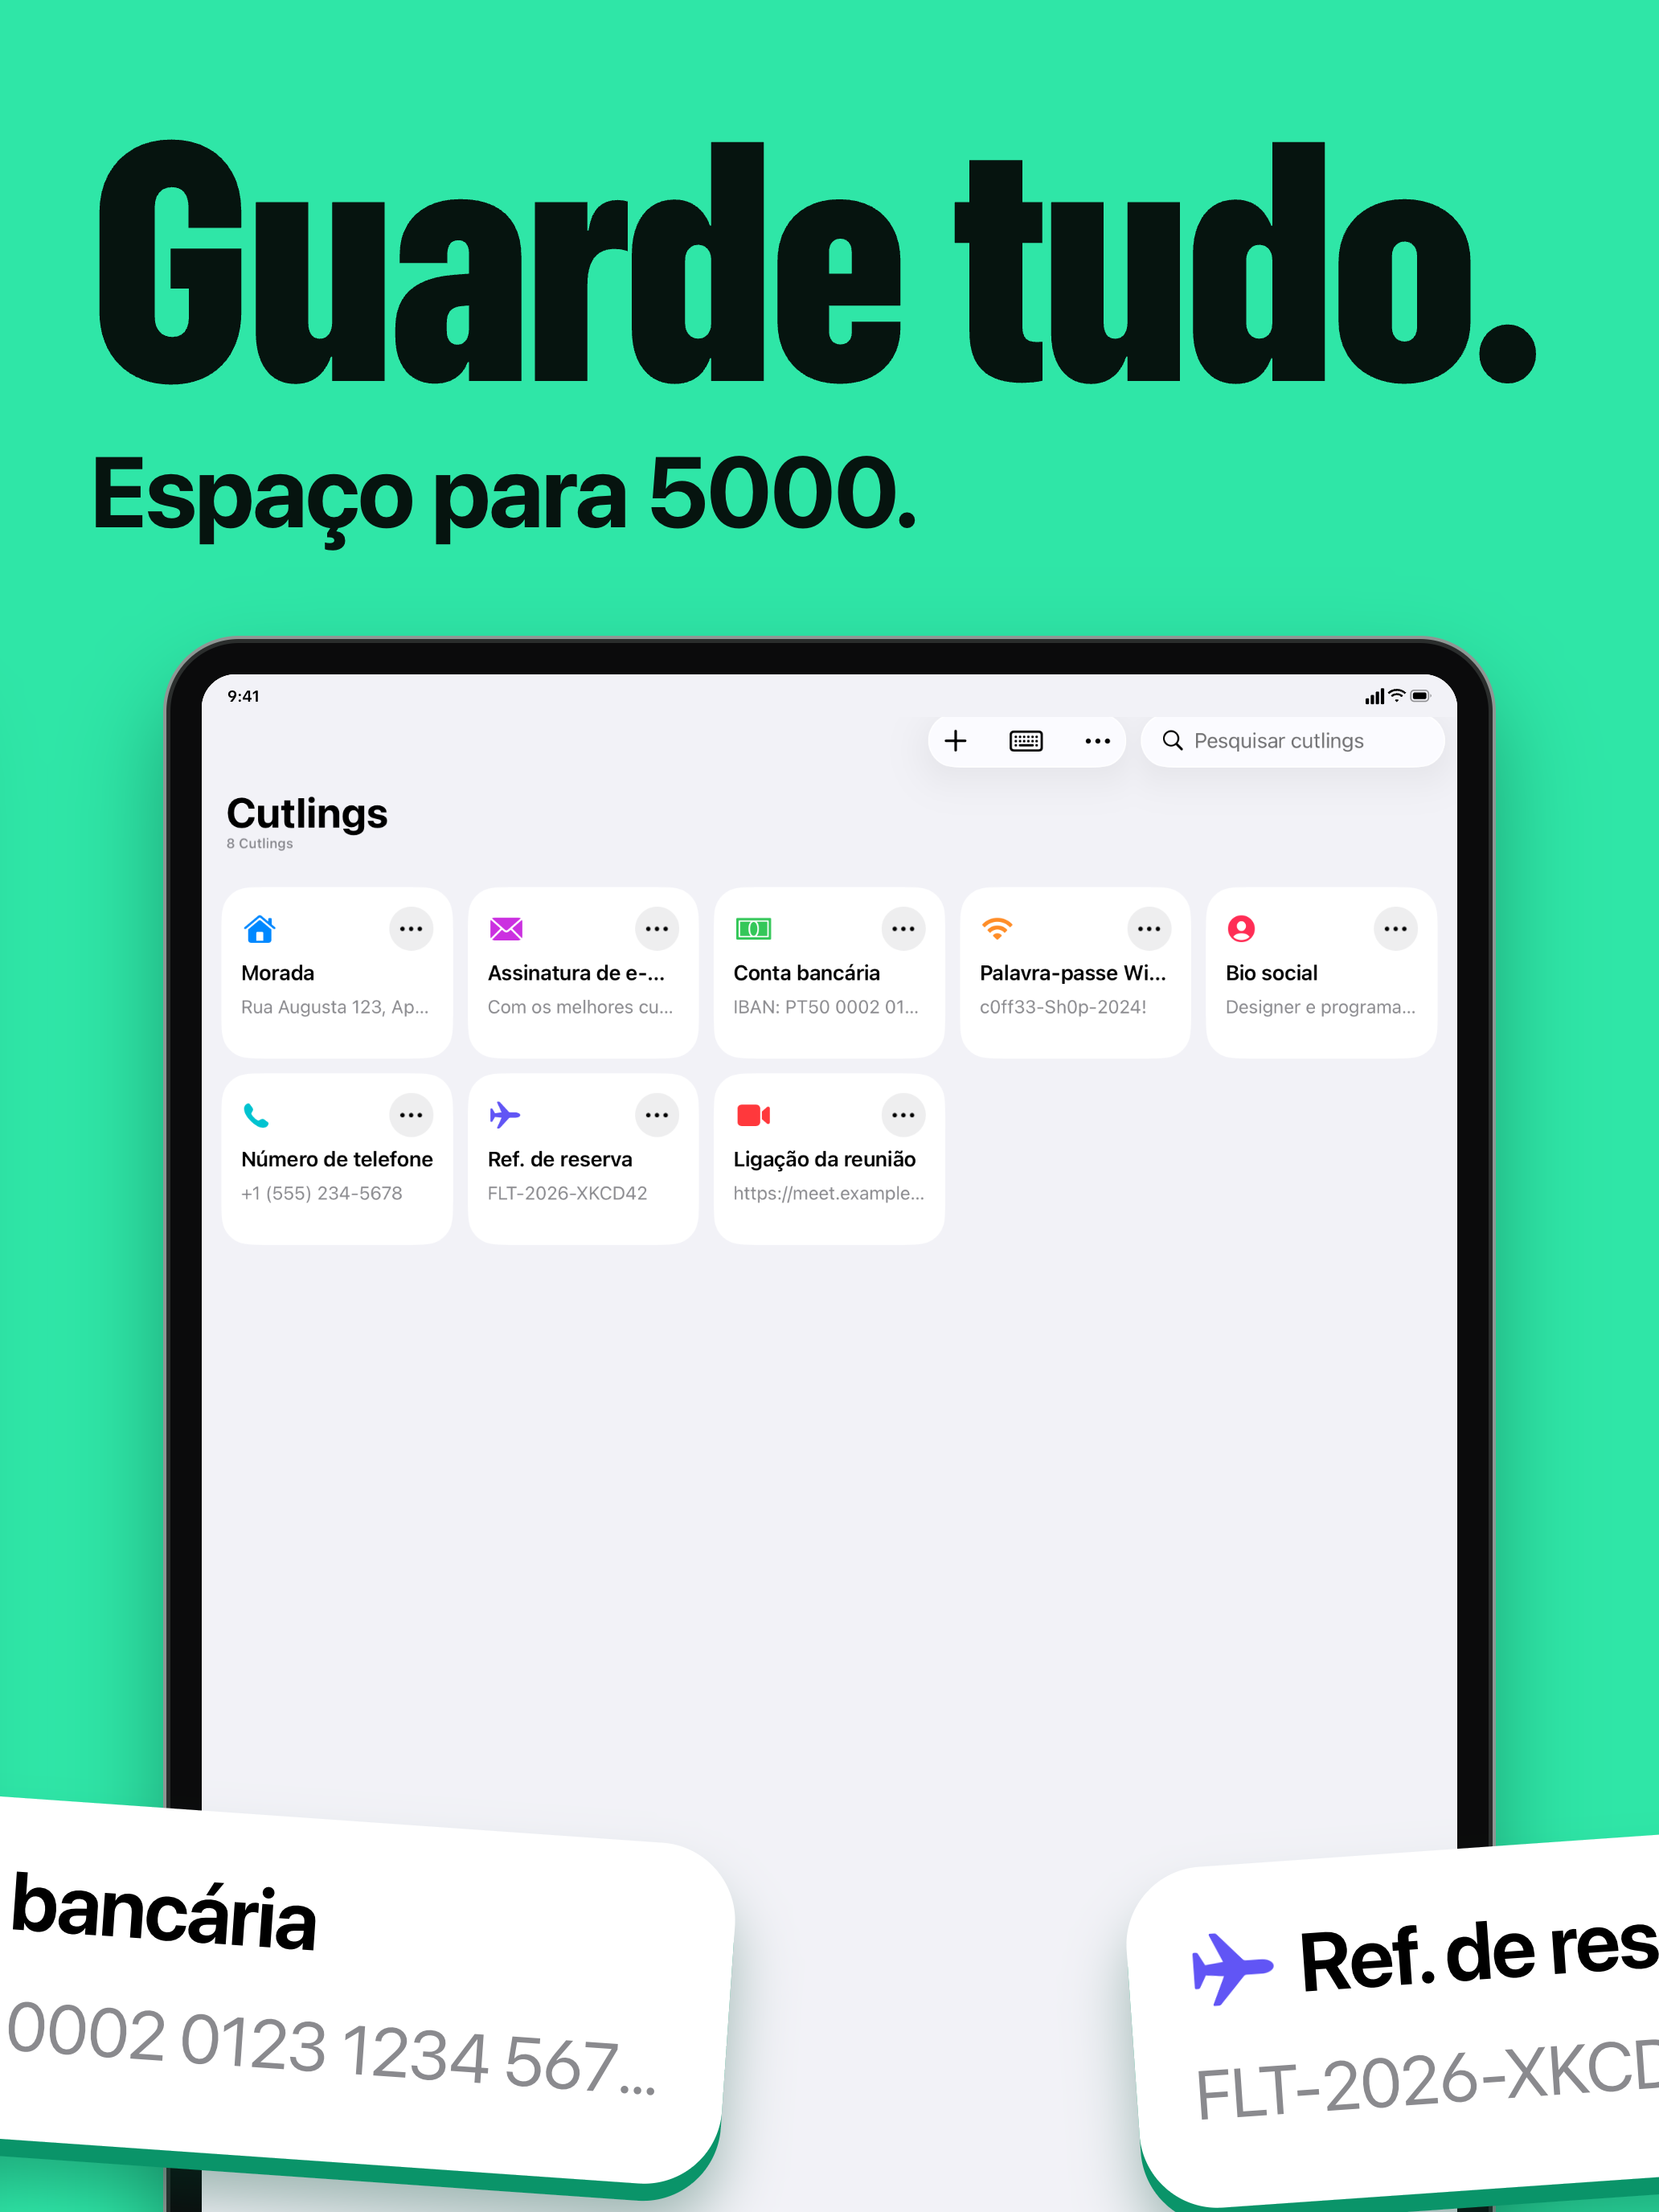 Guarde tudo.
Espaço para 5000.
9:41
Pesquisar cutlings
Cutlings
8 Cutlings
Morada
Rua Augusta 123, Ap...
Assinatura de e-...
Com os melhores cu...
Conta bancária
IBAN: PT50 0002 01...
Palavra-passe Wi...
c0ff33-Sh0p-2024!
Bio social
Designer e programa...
Número de telefone
+1 (555) 234-5678
Ref. de reserva
FLT-2026-XKCD42
Ligação da reunião
https://meet.example...
bancária
0002 0123 1234 567...
Ref. de res
FLT-2026-XKCD